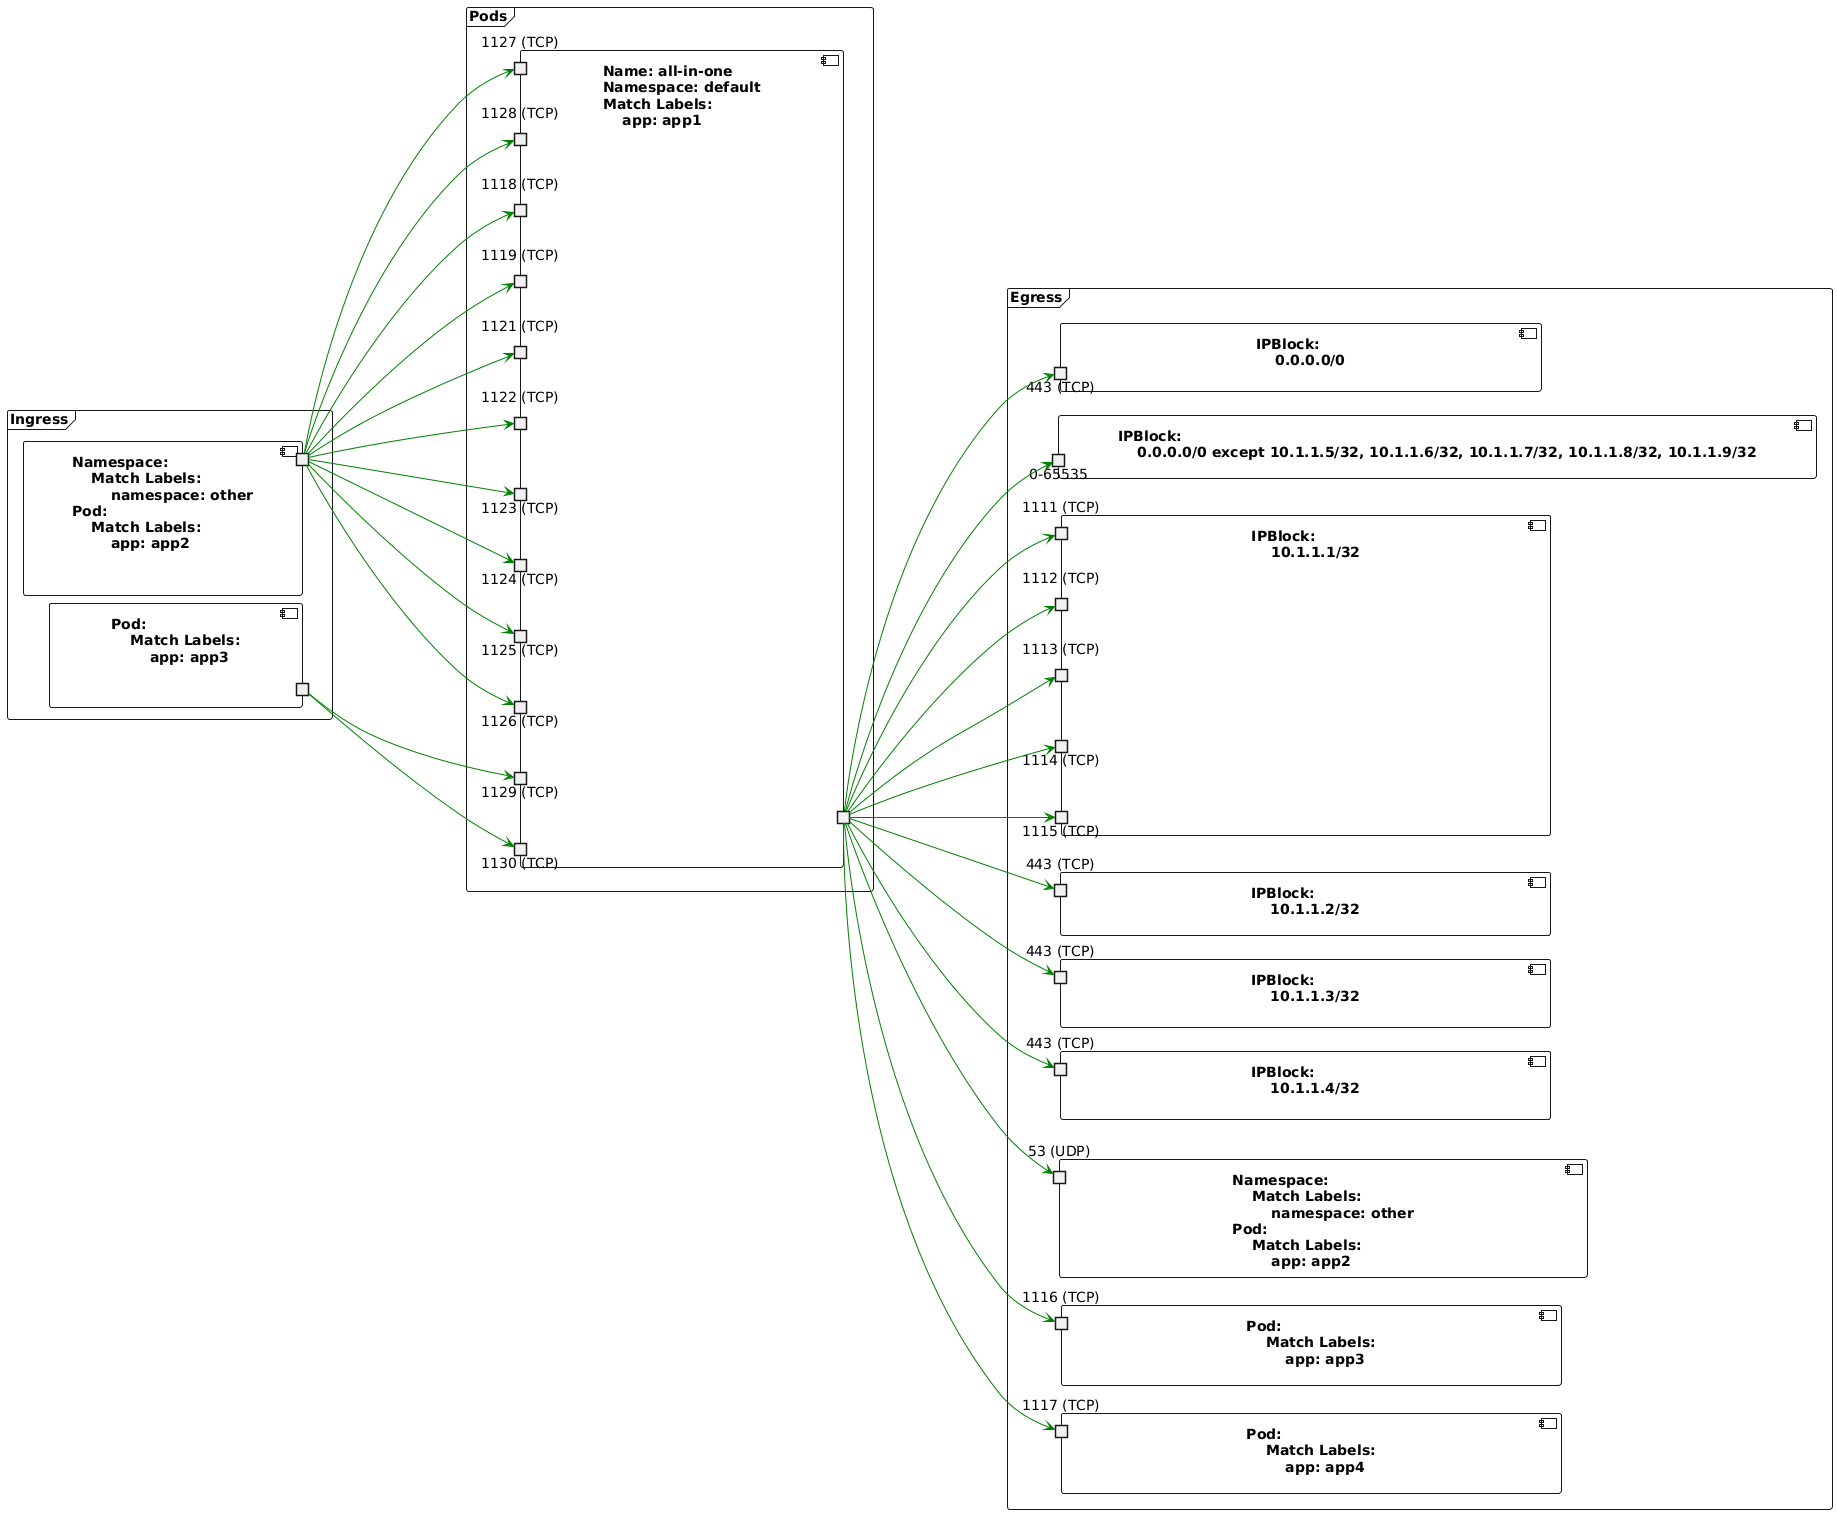 Ingress
Namespace:
Match Labels:
namespace: other
Pod:
Match Labels:
app: app2
Pod:
Match Labels:
app: app3
Pods
1127 (TCP)
Name: all-in-one
Namespace: default
Match Labels:
app: app1
1128 (TCP)
1118 (TCP)
1119 (TCP)
1121 (TCP)
1122 (TCP)
1123 (TCP)
1124 (TCP)
1125 (TCP)
1126 (TCP)
1129 (TCP)
1130 (TCP)
Egress
IPBlock:
0.0.0.0/0
443 (TCP)
IPBlock:
0.0.0.0/0 except 10.1.1.5/32, 10.1.1.6/32, 10.1.1.7/32, 10.1.1.8/32, 10.1.1.9/32
0-65535
1111 (TCP)
IPBlock:
10.1.1.1/32
1112 (TCP)
1113 (TCP)
1114 (TCP)
1115 (TCP)
443 (TCP)
IPBlock:
10.1.1.2/32
443 (TCP)
IPBlock:
10.1.1.3/32
443 (TCP)
IPBlock:
10.1.1.4/32
53 (UDP)
Namespace:
Match Labels:
namespace: other
Pod:
Match Labels:
app: app2
1116 (TCP)
Pod:
Match Labels:
app: app3
1117 (TCP)
Pod:
Match Labels:
app: app4